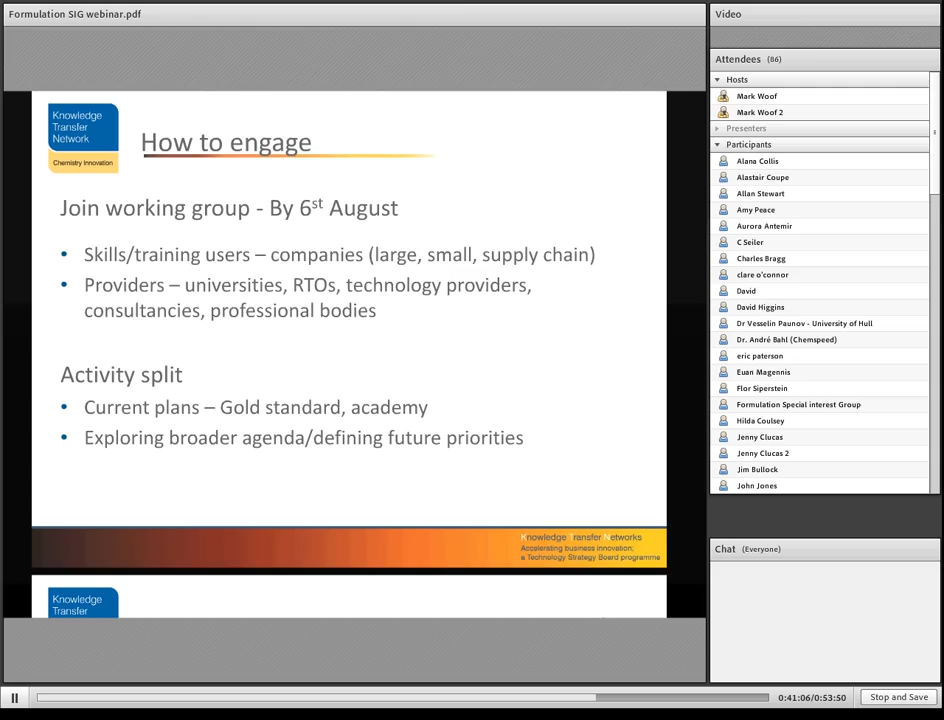 Formulation SIG webinar.pdf
Knowledge
Transfer
Network
Chemistry Innovation
How to engage
Join working group - By 6st August
• Skills/training users – companies (large, small, supply chain)
• Providers – universities, RTOs, technology providers,
consultancies, professional bodies
Activity split
• Current plans – Gold standard, academy
• Exploring broader agenda/defining future priorities
Knowledge Transfer Networks
Accelerating business innovation;
a Technology Strategy Board programme
Knowledge
Transfer
Video
Attendees (86)
Hosts
Mark Woof
Mark Woof 2
Presenters
Participants
Alana Collis
Alastair Coupe
Allan Stewart
Amy Peace
Aurora Antemir
C Seiler
Charles Bragg
clare o'connor
David
David Higgins
Dr Vesselin Paunov - University of Hull
Dr. André Bahl (Chemspeed)
eric paterson
Euan Magennis
Flor Siperstein
Formulation Special interest Group
Hilda Coulsey
Jenny Clucas
Jenny Clucas 2
Jim Bullock
John Jones
Chat (Everyone)
0:41:06/0:53:50
Stop and Save